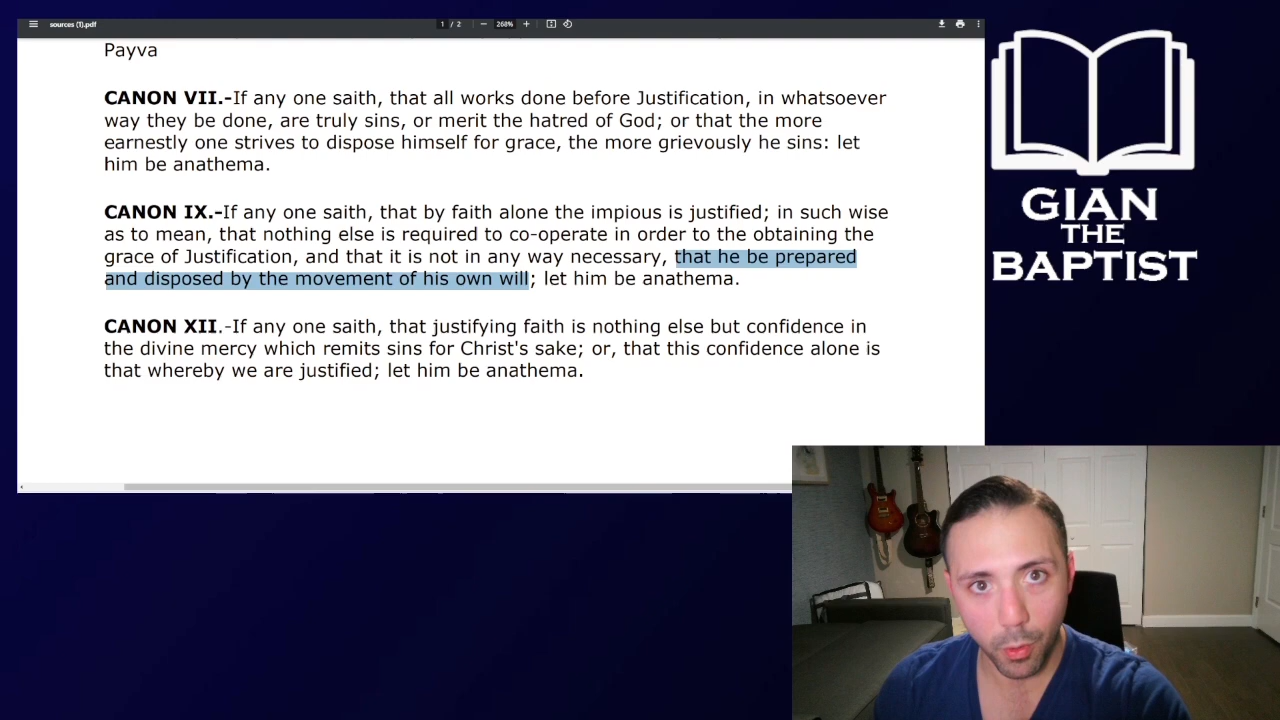 sources (1).pdf
1 / 2
268%
Payva
CANON VII.-If any one saith, that all works done before Justification, in whatsoever
way they be done, are truly sins, or merit the hatred of God; or that the more
earnestly one strives to dispose himself for grace, the more grievously he sins: let
him be anathema.
CANON IX.-If any one saith, that by faith alone the impious is justified; in such wise
as to mean, that nothing else is required to co-operate in order to the obtaining the
grace of Justification, and that it is not in any way necessary, that he be prepared
and disposed by the movement of his own will; let him be anathema.
CANON XII.-If any one saith, that justifying faith is nothing else but confidence in
the divine mercy which remits sins for Christ's sake; or, that this confidence alone is
that whereby we are justified; let him be anathema.
GIAN
THE
BAPTIST